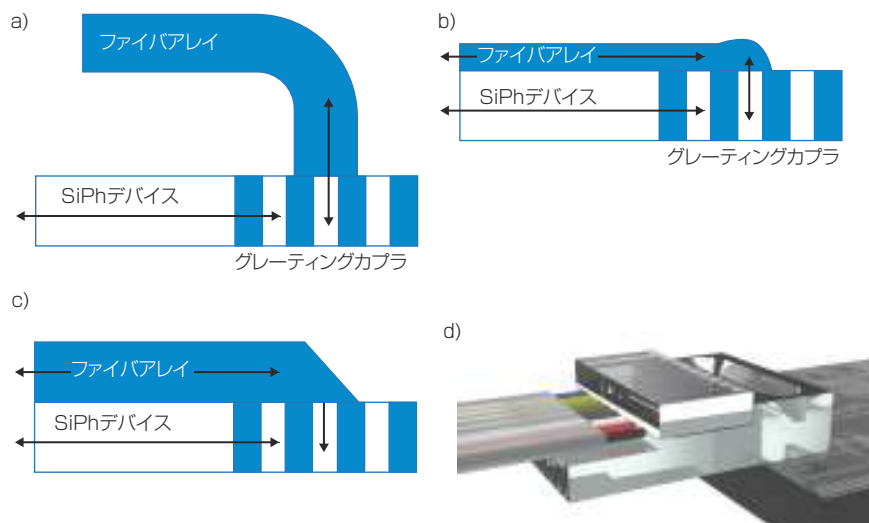 a)
ファイバアレイ
SiPhデバイス
グレーティングカプラ
b)
ファイバアレイ
SiPhデバイス
グレーティングカプラ
c)
ファイバアレイ
SiPhデバイス
d)